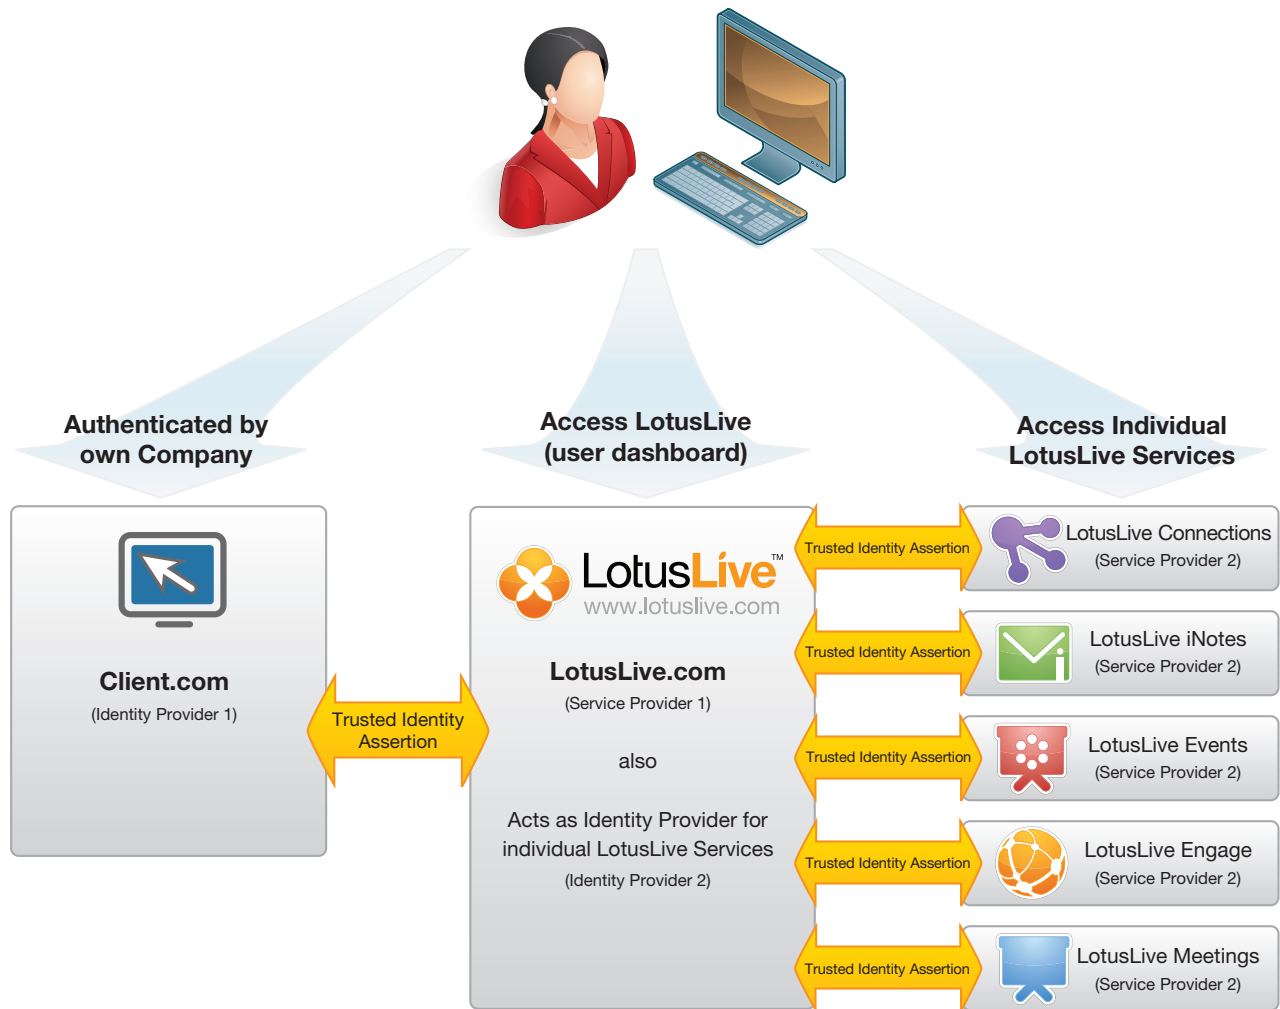 Authenticated by
own Company
Access LotusLive
(user dashboard)
Access Individual
LotusLive Services
Client.com
(Identity Provider 1)
Trusted Identity
Assertion
LotusLive™
www.lotuslive.com
LotusLive.com
(Service Provider 1)
also
Acts as Identity Provider for
individual LotusLive Services
(Identity Provider 2)
Trusted Identity Assertion
LotusLive Connections
(Service Provider 2)
Trusted Identity Assertion
LotusLive iNotes
(Service Provider 2)
Trusted Identity Assertion
LotusLive Events
(Service Provider 2)
Trusted Identity Assertion
LotusLive Engage
(Service Provider 2)
Trusted Identity Assertion
LotusLive Meetings
(Service Provider 2)